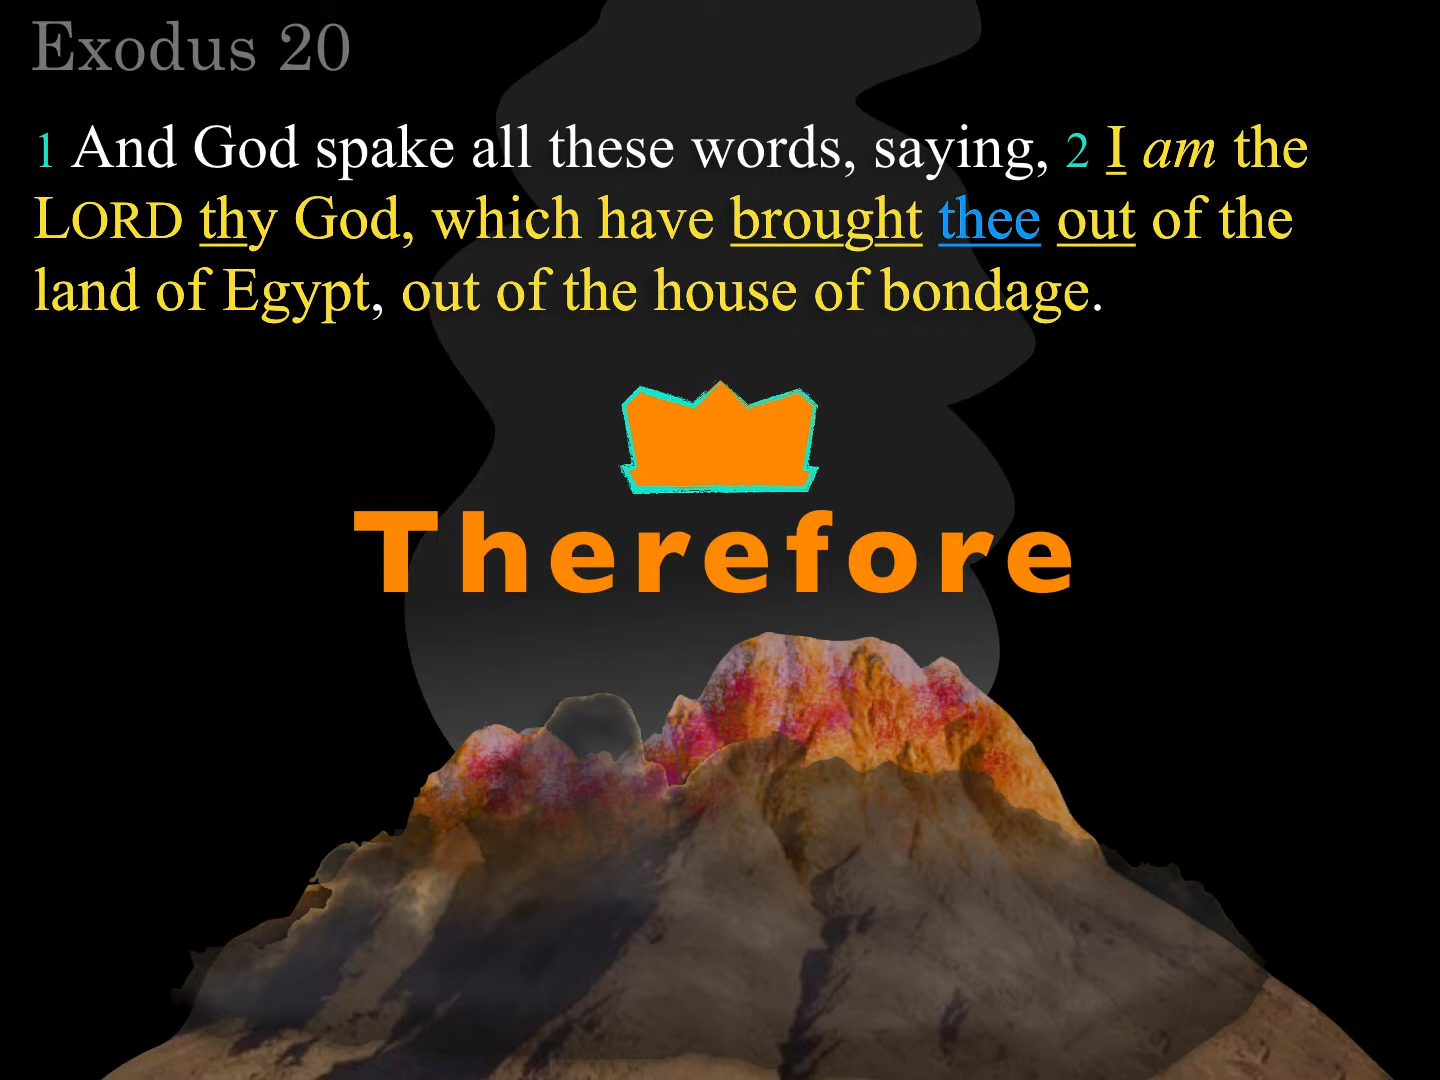 Exodus 20
1 And God spake all these words, saying, 2 I am the
LORD thy God, which have brought thee out of the
land of Egypt, out of the house of bondage.
Therefore